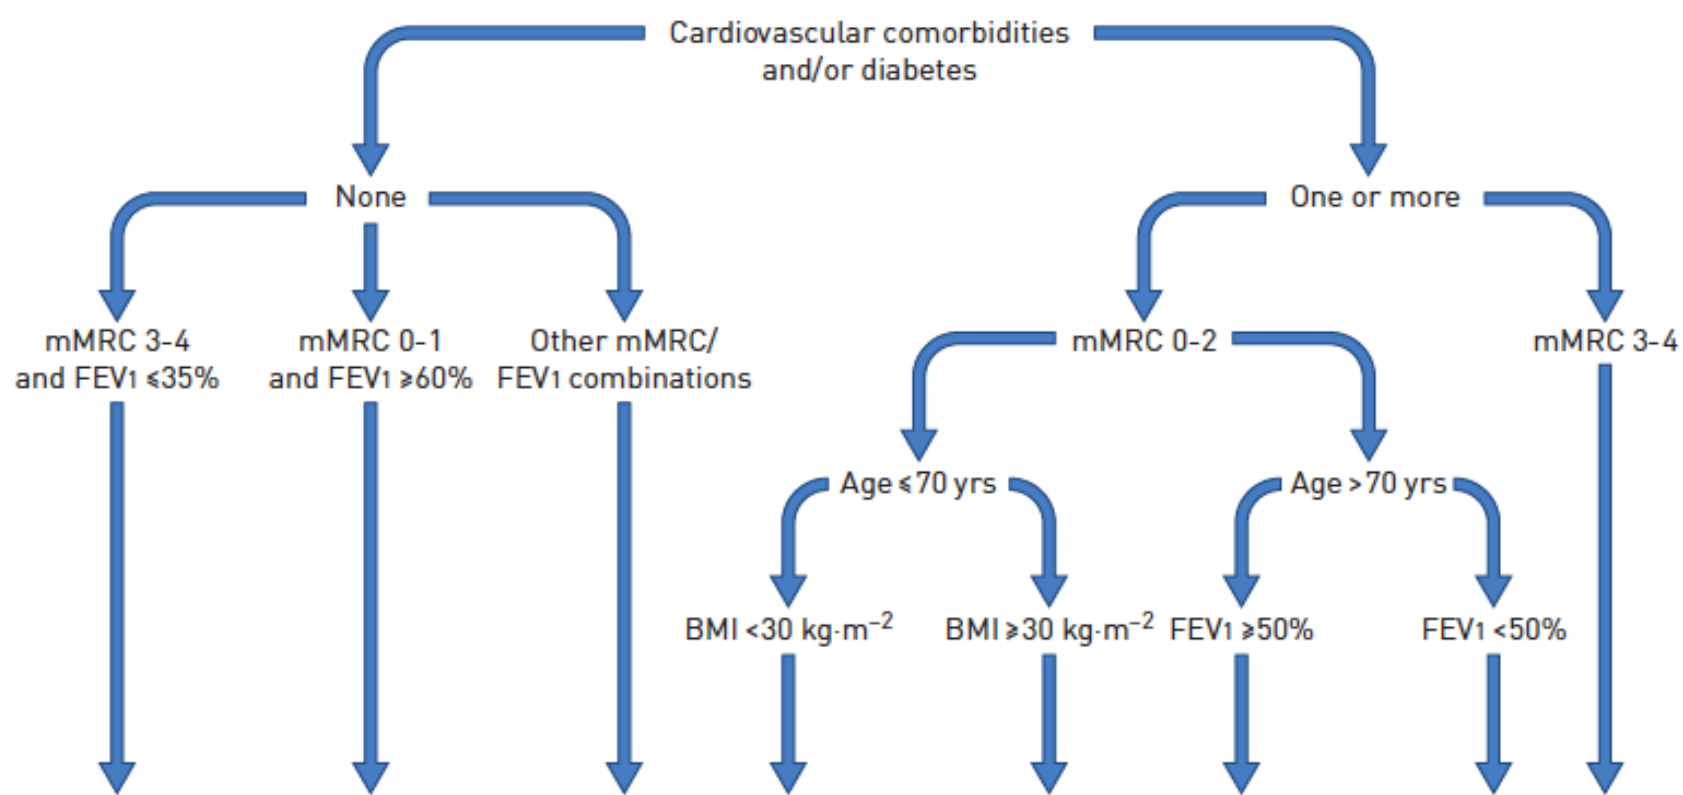 Cardiovascular comorbidities
and/or diabetes
None
One or more
mMRC 3-4
and FEV1 ⩽35%
mMRC 0-1
and FEV1 ⩾60%
Other mMRC/
FEV1 combinations
mMRC 0-2
mMRC 3-4
Age ⩽70 yrs
Age >70 yrs
BMI <30 kg·m⁻²
BMI ⩾30 kg·m⁻²
FEV1 ⩾50%
FEV1 <50%